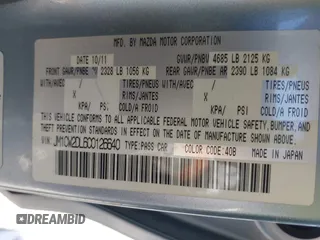 MFD. BY MAZDA MOTOR CORPORATION
DATE 10/11 GVWR/PNBV 4685 LB 2125 KG
FRONT GAWR/PNBE AV 2328 LB 1056 KG REAR GAWR/PNBE AR 2390 LB 1084 KG
WITH/AVEC TIRES/PNEUS WITH/AVEC TIRES/PNEUS
/ / RIMS/JANTES / / RIMS/JANTES
X X X X
KPA/ PSI COLD/A FROID KPA/ PSI COLD/A FROID
THIS VEHICLE CONFORMS TO ALL APPLICABLE
FEDERAL MOTOR VEHICLE SAFETY, BUMPER, AND
THEFT PREVENTION STANDARDS IN EFFECT ON THE
DATE OF MANUFACTURE SHOWN ABOVE.
TYPE: PASS CAR COLOR CODE: 40B MADE IN JAPAN